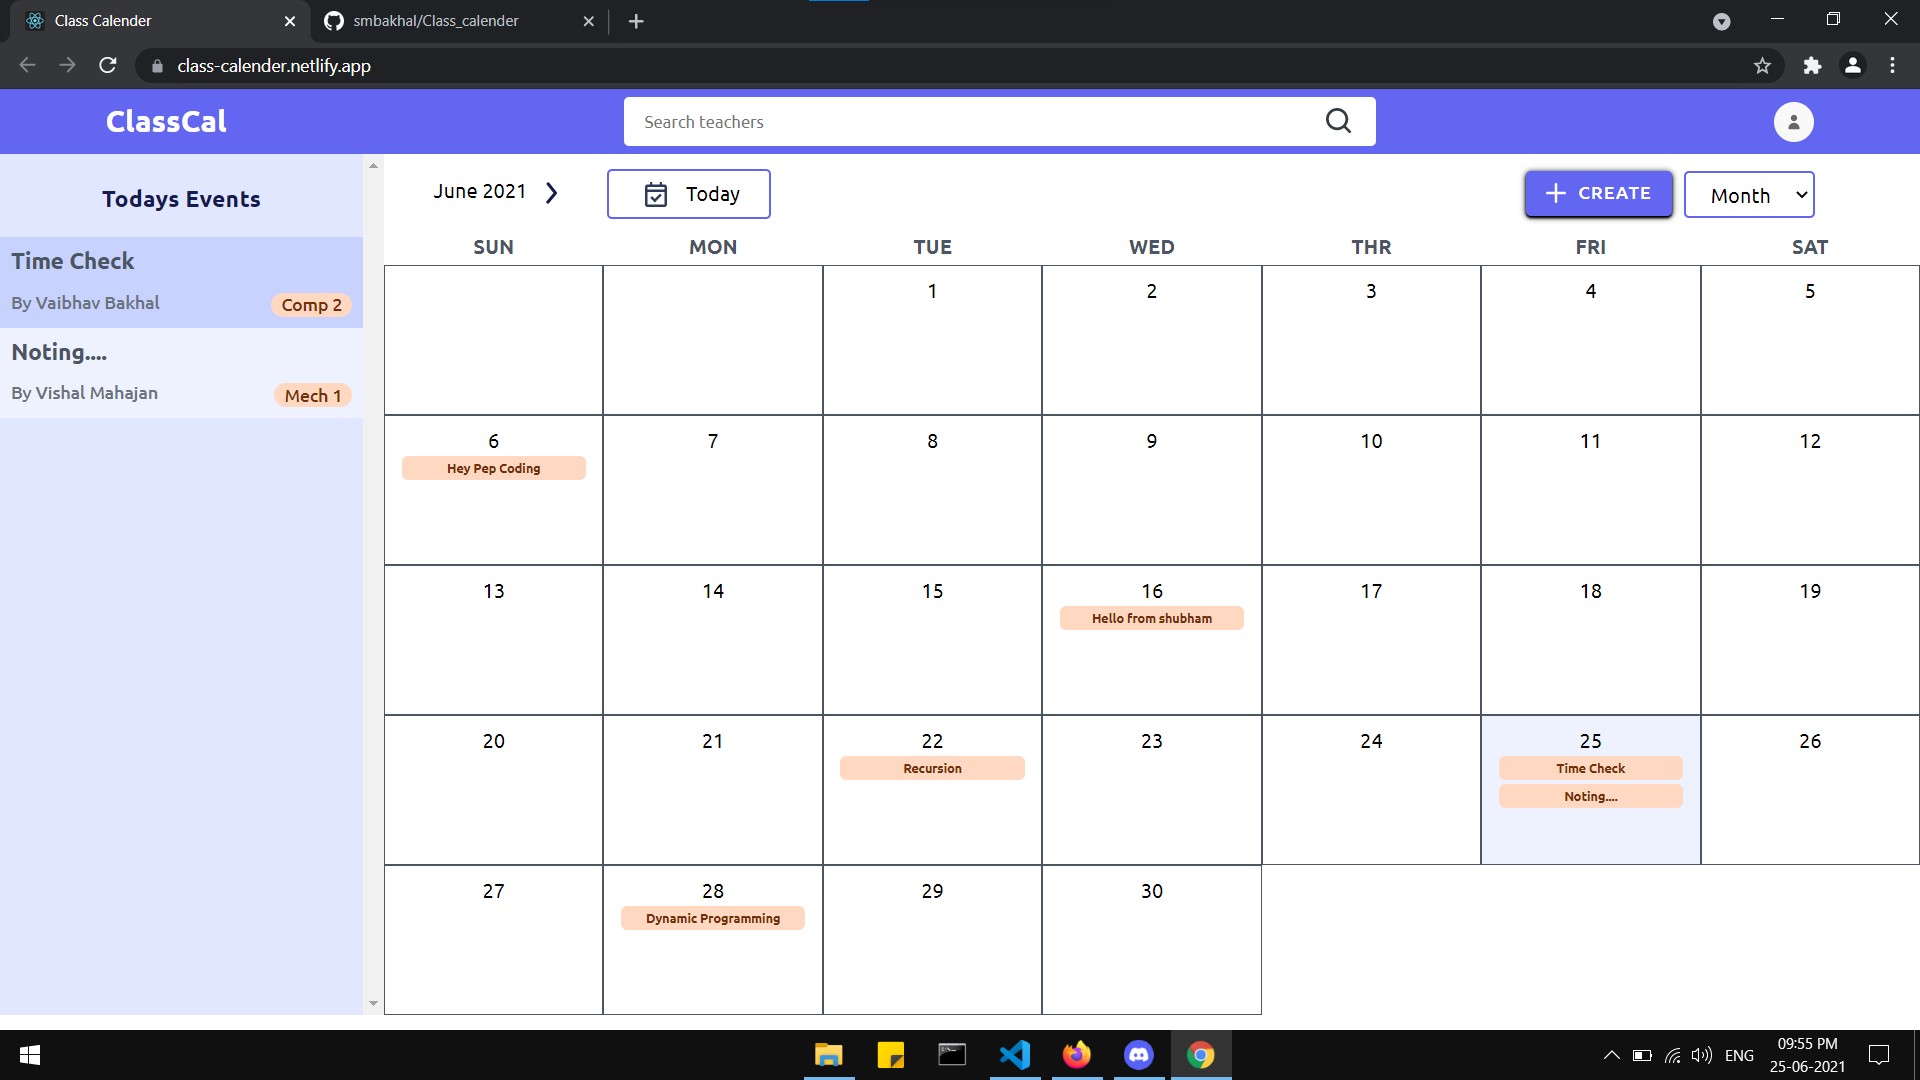 Class Calender
smbakhal/Class_calender
class-calender.netlify.app
ClassCal
Search teachers
Todays Events
Time Check
By Vaibhav Bakhal
Comp 2
Noting....
By Vishal Mahajan
Mech 1
June 2021
Today
CREATE
Month
SUN MON TUE WED THR FRI SAT
1 2 3 4 5
6 7 8 9 10 11 12
Hey Pep Coding
13 14 15 16 17 18 19
Hello from shubham
20 21 22 23 24 25 26
Recursion Time Check
Noting....
27 28 29 30
Dynamic Programming
ENG
09:55 PM
25-06-2021